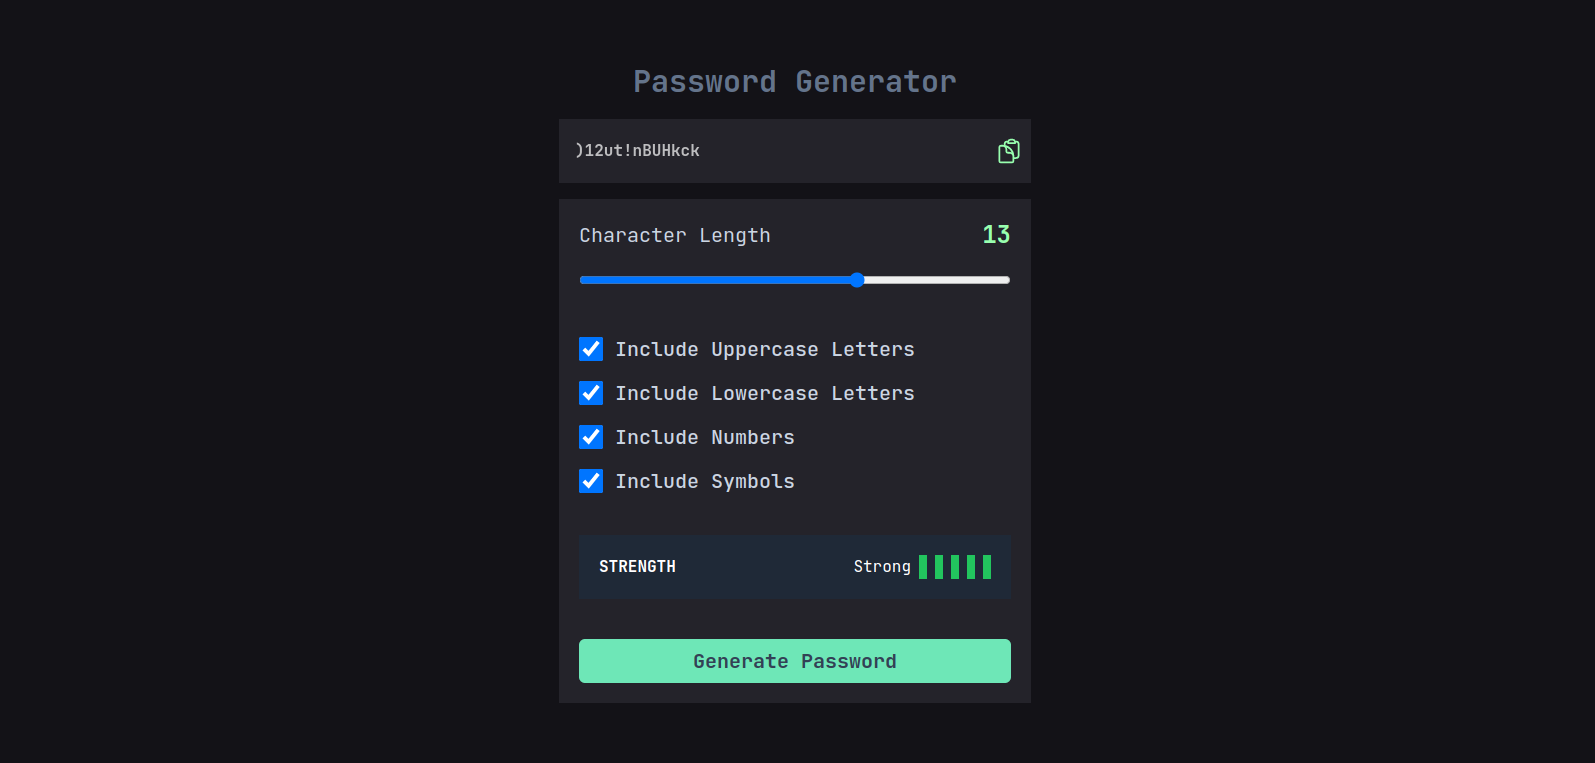 Password Generator
)12ut!nBUHkck
Character Length 13
Include Uppercase Letters
Include Lowercase Letters
Include Numbers
Include Symbols
STRENGTH Strong
Generate Password